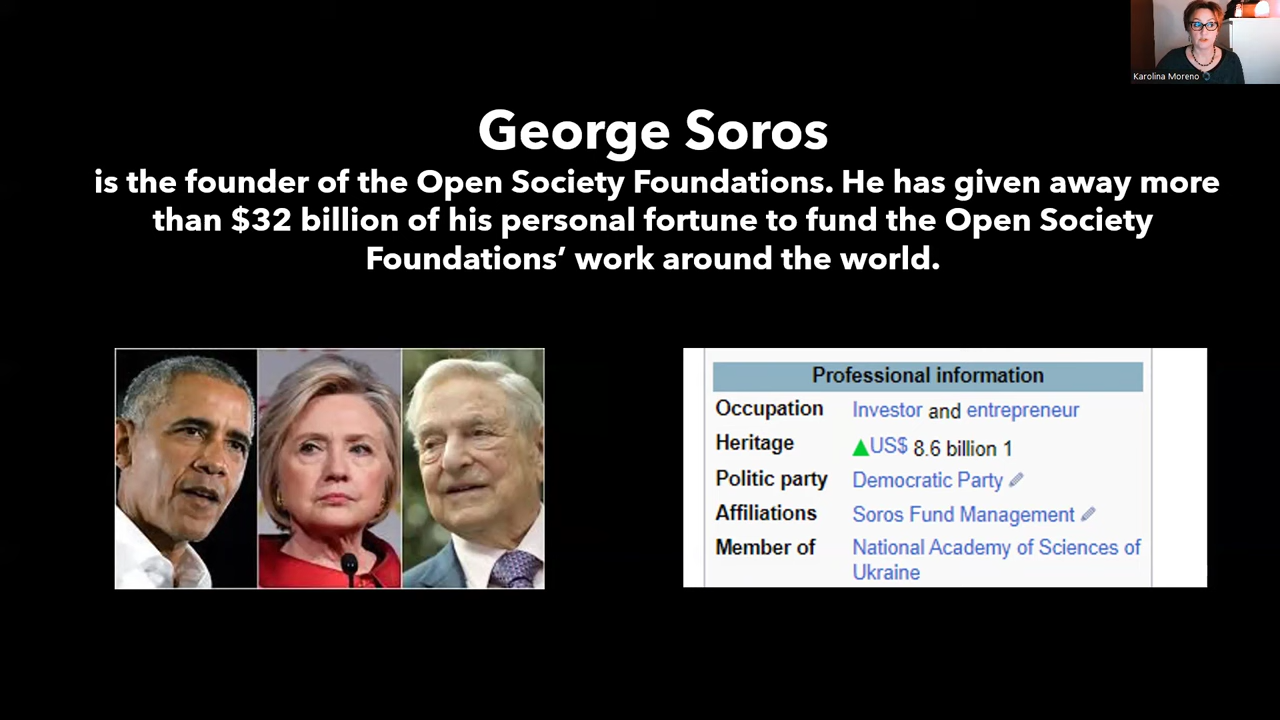 Karolina Moreno
George Soros
is the founder of the Open Society Foundations. He has given away more
than $32 billion of his personal fortune to fund the Open Society
Foundations’ work around the world.
Professional information
Occupation Investor and entrepreneur
Heritage ▲US$ 8.6 billion 1
Politic party Democratic Party
Affiliations Soros Fund Management
Member of National Academy of Sciences of
Ukraine